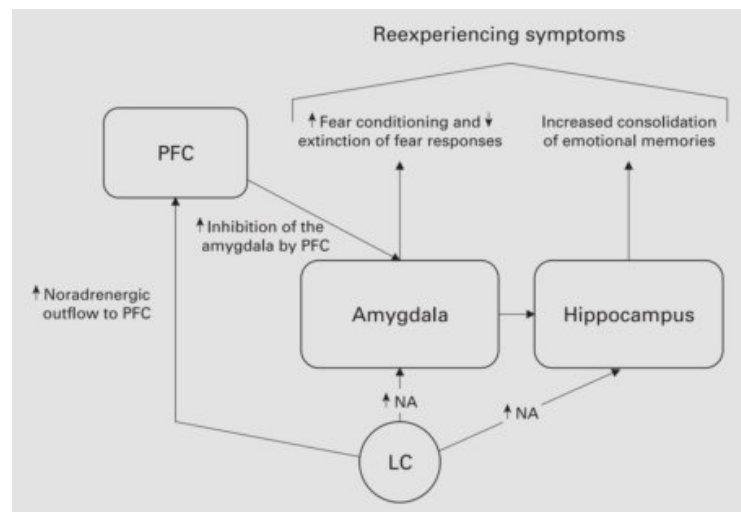 Reexperiencing symptoms
↑ Fear conditioning and ↓
extinction of fear responses
Increased consolidation
of emotional memories
PFC
↑ Inhibition of the
amygdala by PFC
↑ Noradrenergic
outflow to PFC
Amygdala
Hippocampus
↑ NA
↑ NA
LC